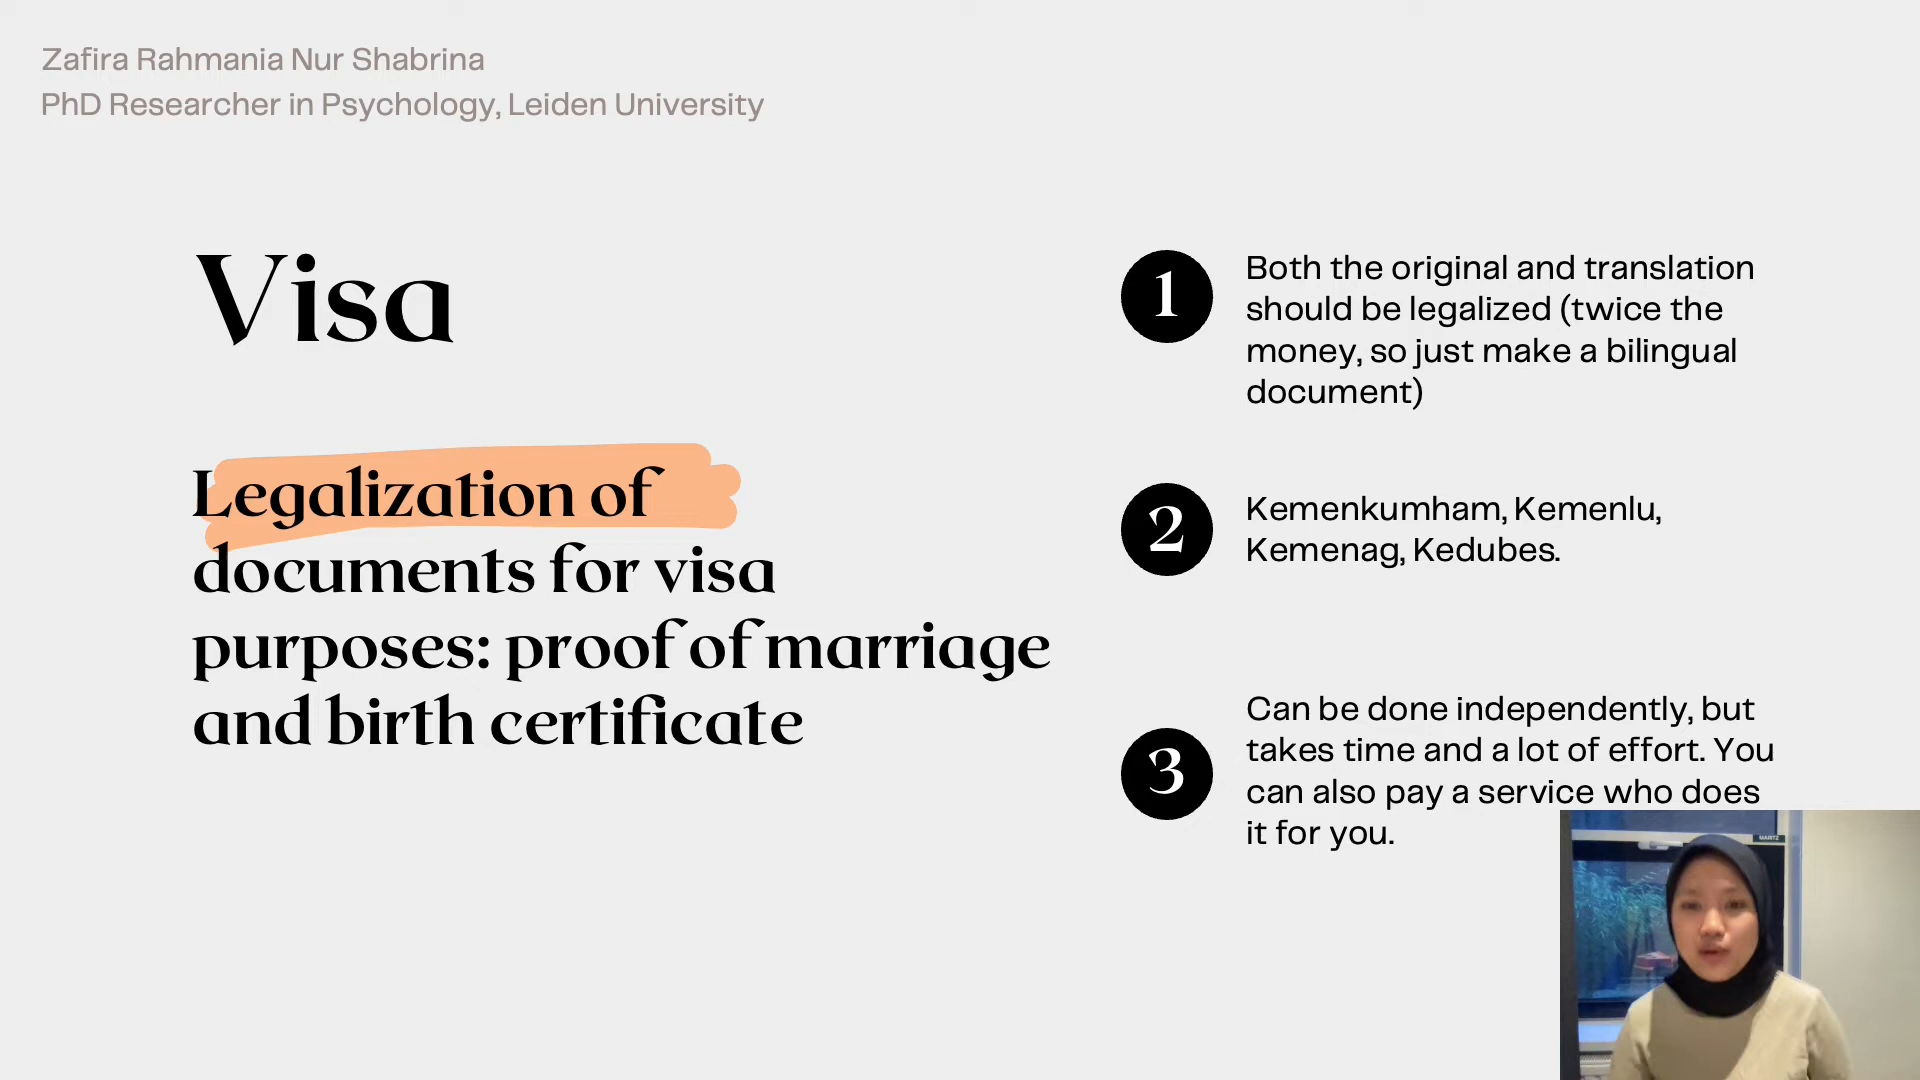 Zafira Rahmania Nur Shabrina
PhD Researcher in Psychology, Leiden University
Visa
Legalization of
documents for visa
purposes: proof of marriage
and birth certificate
1
Both the original and translation
should be legalized (twice the
money, so just make a bilingual
document)
2
Kemenkumham, Kemenlu,
Kemenag, Kedubes.
3
Can be done independently, but
takes time and a lot of effort. You
can also pay a service who does
it for you.